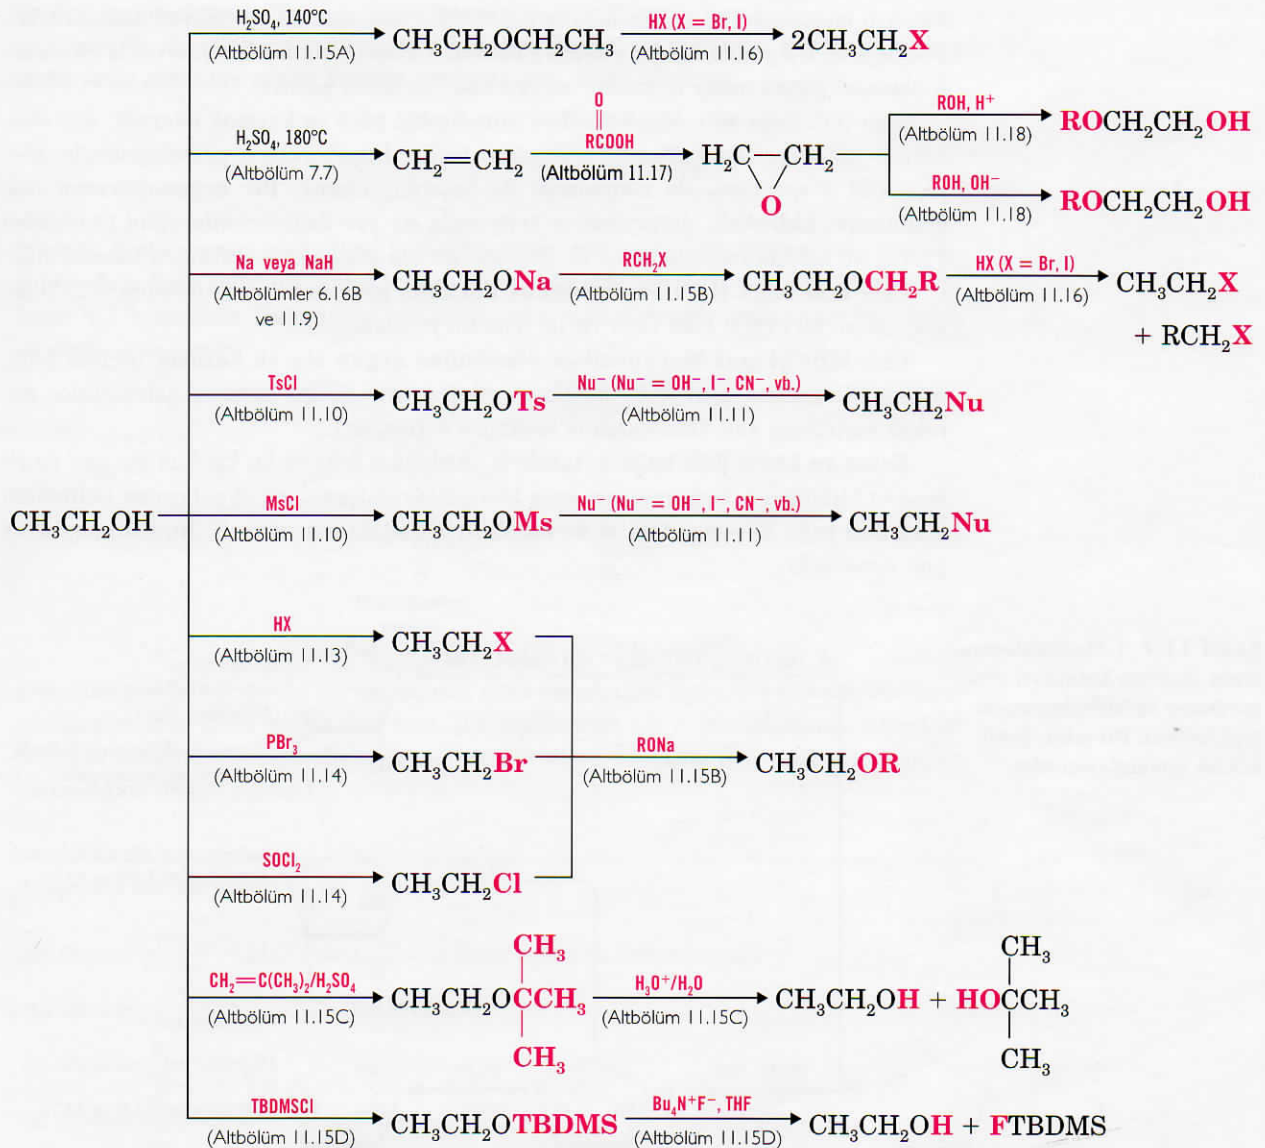 H₂SO₄, 140°C
(Altbölüm 11.15A)
CH₃CH₂OCH₂CH₃
HX (X = Br, I)
(Altbölüm 11.16)
2CH₃CH₂X
H₂SO₄, 180°C
(Altbölüm 7.7)
CH₂=CH₂
O
RCOOH
(Altbölüm 11.17)
H₂C—CH₂
O
ROH, H⁺
(Altbölüm 11.18)
ROCH₂CH₂OH
ROH, OH⁻
(Altbölüm 11.18)
ROCH₂CH₂OH
Na veya NaH
(Altbölümler 6.16B
ve 11.9)
CH₃CH₂ONa
RCH₂X
(Altbölüm 11.15B)
CH₃CH₂OCH₂R
HX (X = Br, I)
(Altbölüm 11.16)
CH₃CH₂X
+ RCH₂X
TsCl
(Altbölüm 11.10)
CH₃CH₂OTs
Nu⁻ (Nu⁻ = OH⁻, I⁻, CN⁻, vb.)
(Altbölüm 11.11)
CH₃CH₂Nu
CH₃CH₂OH
MsCl
(Altbölüm 11.10)
CH₃CH₂OMs
Nu⁻ (Nu⁻ = OH⁻, I⁻, CN⁻, vb.)
(Altbölüm 11.11)
CH₃CH₂Nu
HX
(Altbölüm 11.13)
CH₃CH₂X
PBr₃
(Altbölüm 11.14)
CH₃CH₂Br
RONa
(Altbölüm 11.15B)
CH₃CH₂OR
SOCl₂
(Altbölüm 11.14)
CH₃CH₂Cl
CH₂=C(CH₃)₂/H₂SO₄
(Altbölüm 11.15C)
CH₃
CH₃CH₂OCCH₃
CH₃
H₃O⁺/H₂O
(Altbölüm 11.15C)
CH₃
CH₃CH₂OH + HOCCH₃
CH₃
TBDMSCl
(Altbölüm 11.15D)
CH₃CH₂OTBDMS
Bu₄N⁺F⁻, THF
(Altbölüm 11.15D)
CH₃CH₂OH + FTBDMS